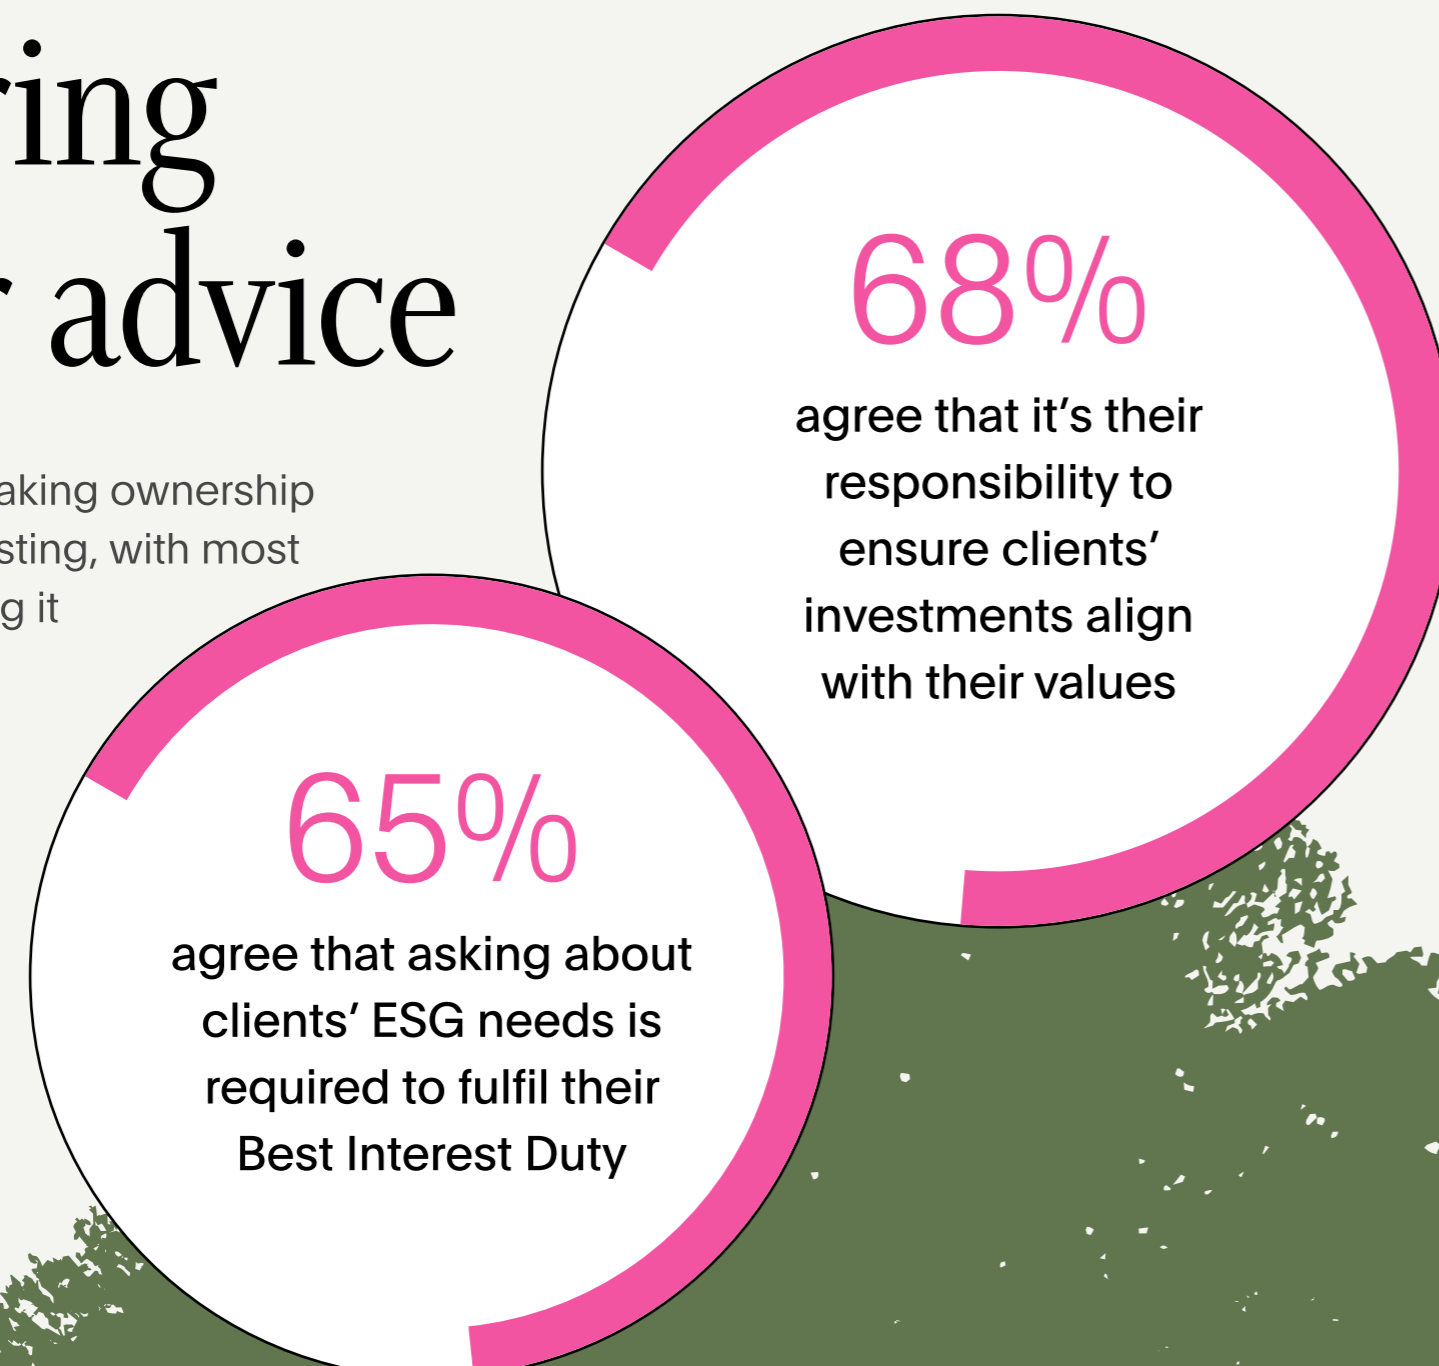 ring
advice
aking ownership
sting, with most
g it
68%
agree that it’s their
responsibility to
ensure clients’
investments align
with their values
65%
agree that asking about
clients’ ESG needs is
required to fulfil their
Best Interest Duty